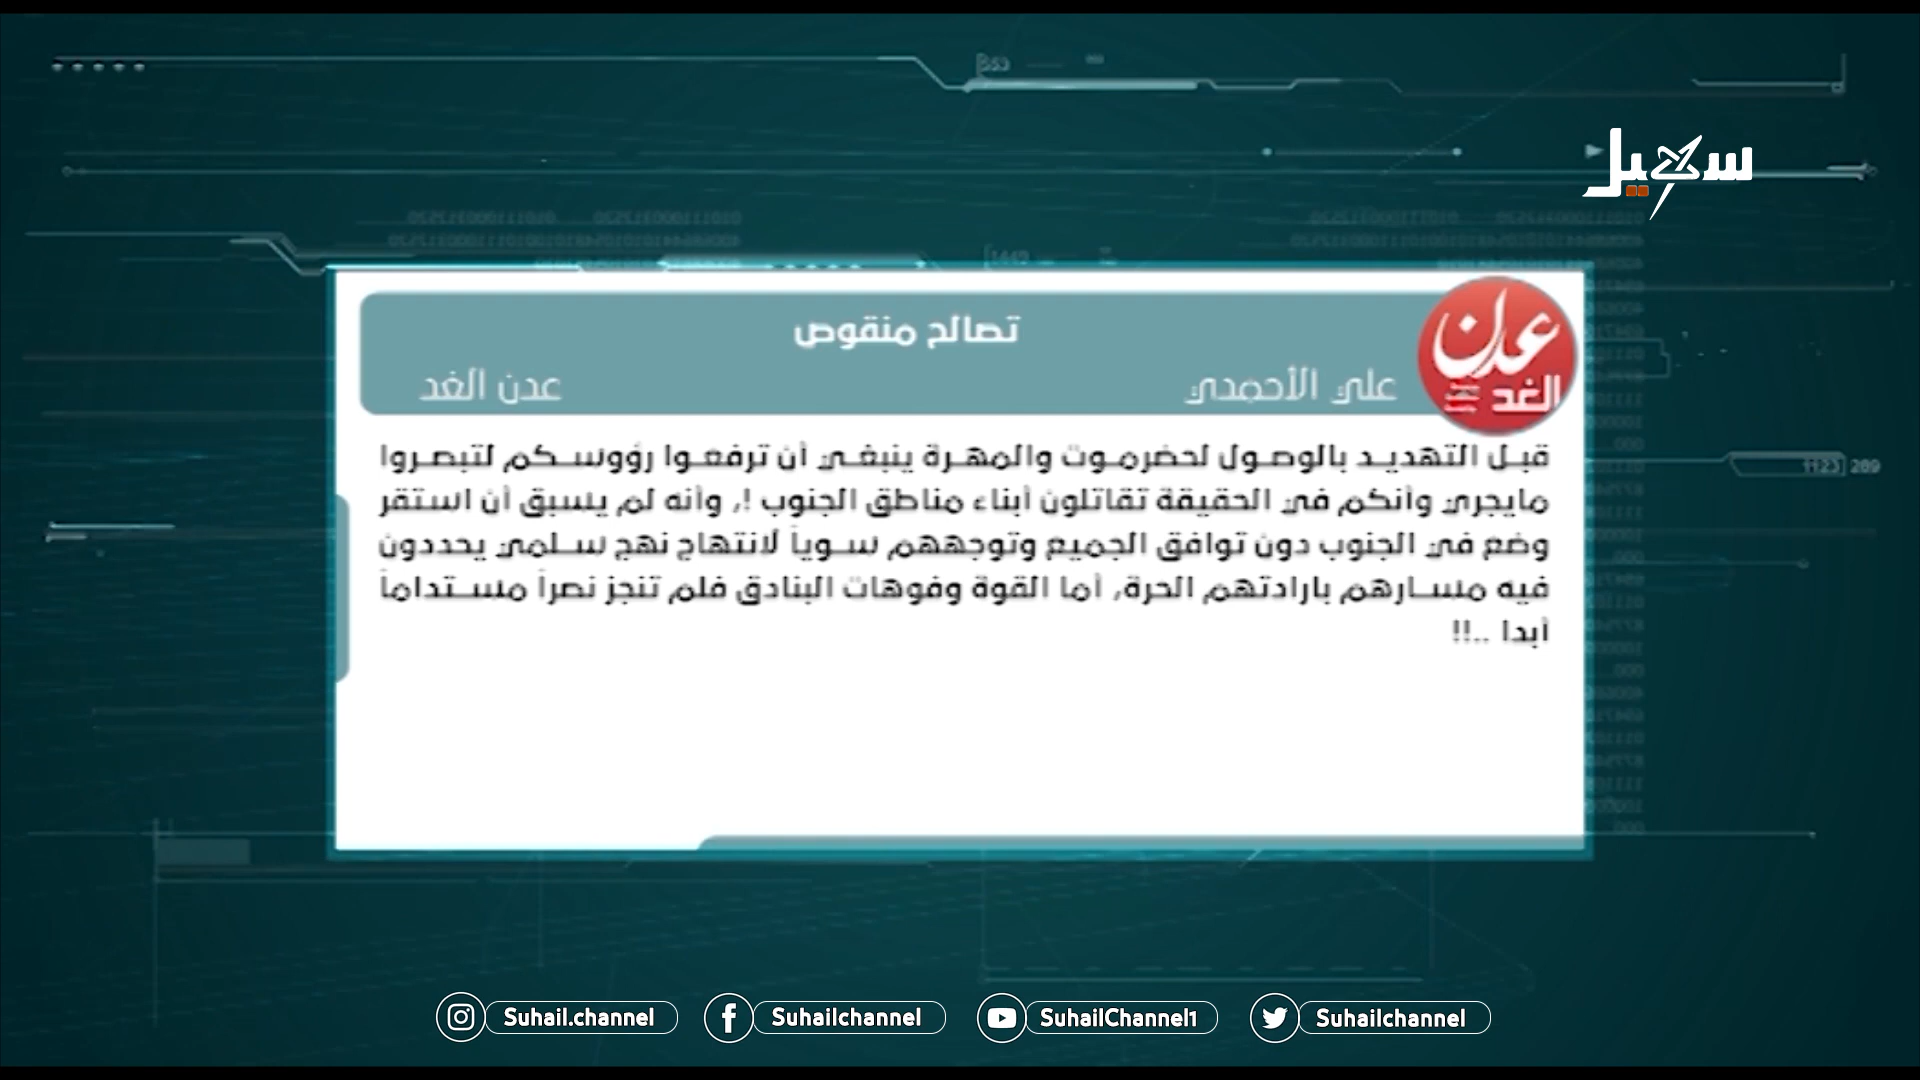 سهيل
تصالح منقوص
علي الأحمدي
عدن الغد
عدن
الغد
قبل التهديد بالوصول لحضرموت والمهرة ينبغي أن ترفعوا رؤوسكم لتبصروا
مايجري وأنكم في الحقيقة تقاتلون أبناء مناطق الجنوب !، وأنه لم يسبق أن استقر
وضع في الجنوب دون توافق الجميع وتوجههم سوياً لانتهاج نهج سلمي يحددون
فيه مسارهم بارادتهم الحرة، أما القوة وفوهات البنادق فلم تنجز نصراً مستداماً
أبدا ..!!
1123 289
Suhail.channel
Suhailchannel
SuhailChannel1
Suhailchannel